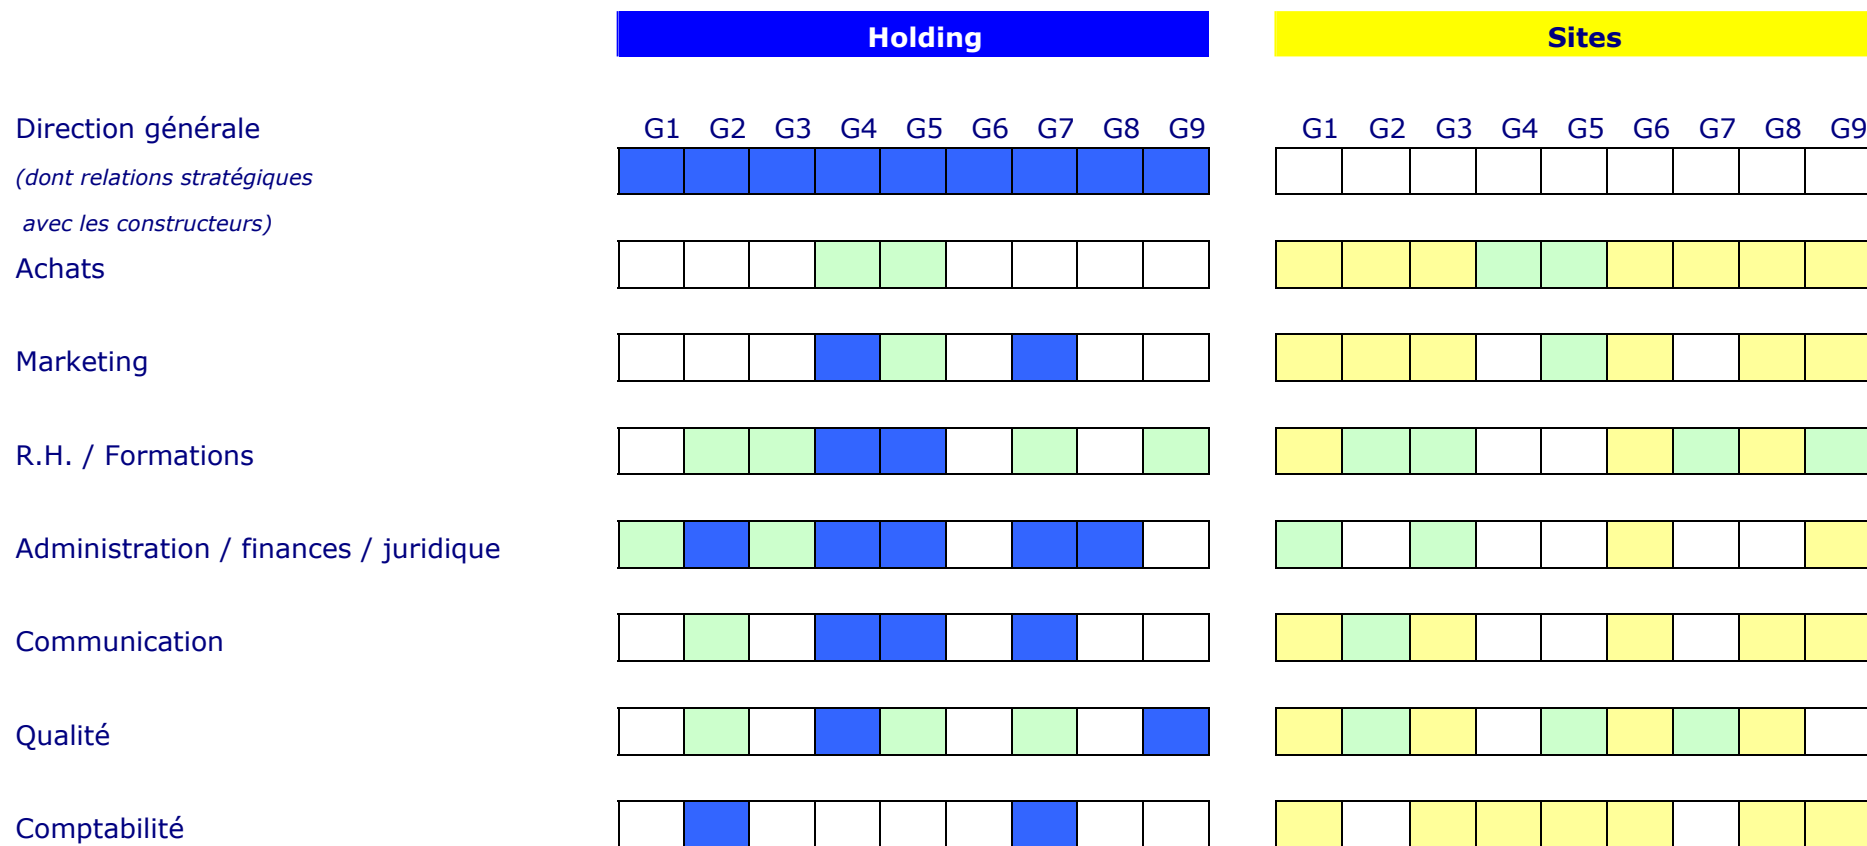 Holding Sites
Direction générale G1 G2 G3 G4 G5 G6 G7 G8 G9 G1 G2 G3 G4 G5 G6 G7 G8 G9
(dont relations stratégiques
avec les constructeurs)
Achats
Marketing
R.H. / Formations
Administration / finances / juridique
Communication
Qualité
Comptabilité